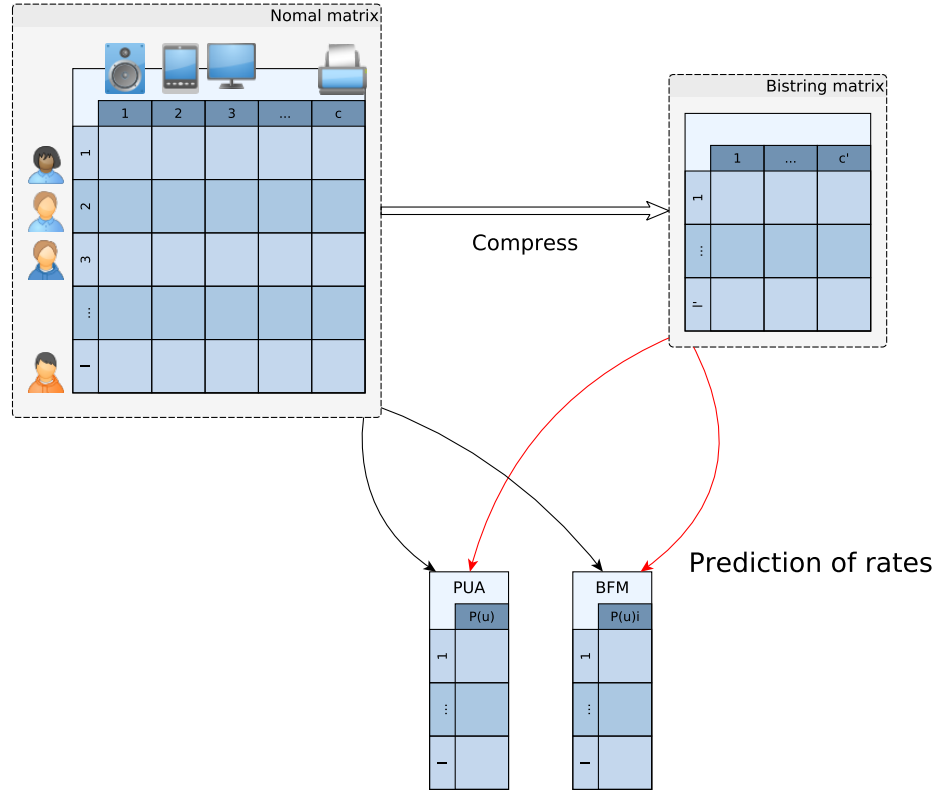 Nomal matrix
1 2 3 ... c
1
2
3
...
l
Compress
Bistring matrix
1 ... c'
1
...
l'
Prediction of rates
PUA
P(u)
1
...
l
BFM
P(u)i
1
...
l